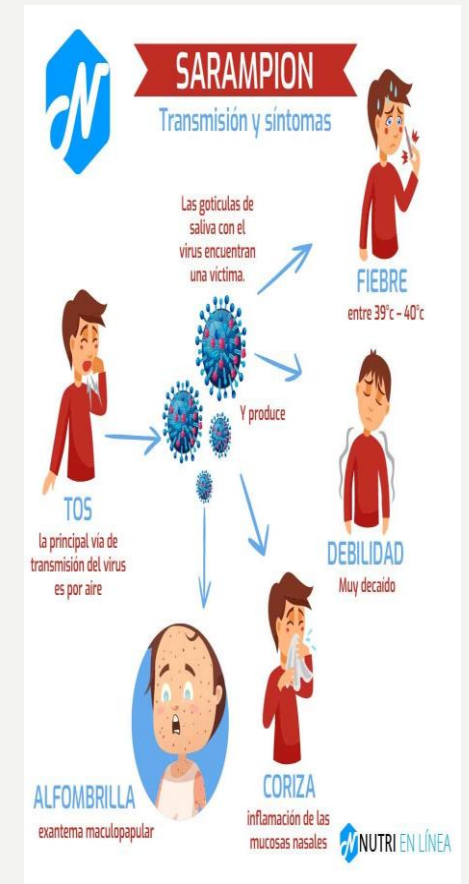 SARAMPION
Transmisión y síntomas
Las gotículas de
saliva con el
virus encuentran
una víctima.
FIEBRE
entre 39°c - 40°c
Y produce
TOS
la principal vía de
transmisión del virus
es por aire
DEBILIDAD
Muy decaído
ALFOMBRILLA
exantema maculopapular
CORIZA
inflamación de las
mucosas nasales
NUTRI EN LÍNEA